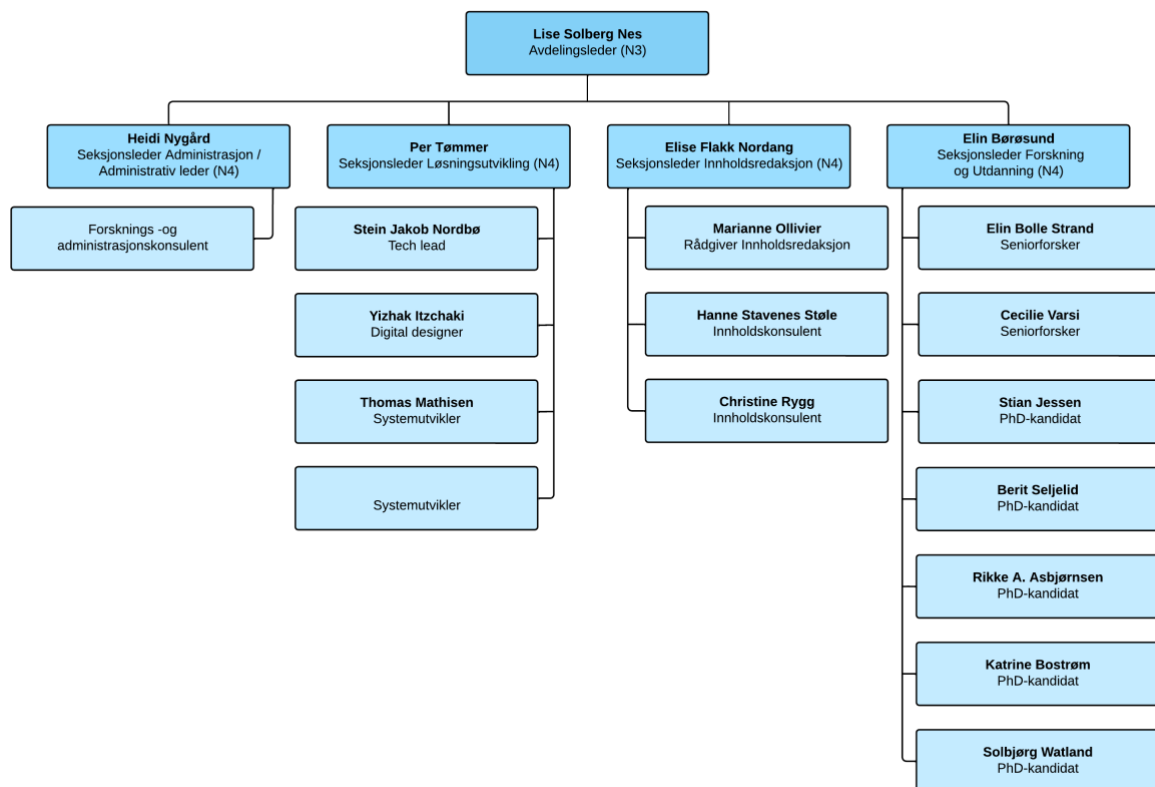 Lise Solberg Nes
Avdelingsleder (N3)
Heidi Nygård
Seksjonsleder Administrasjon /
Administrativ leder (N4)
Forsknings -og
administrasjonskonsulent
Per Tømmer
Seksjonsleder Løsningsutvikling (N4)
Stein Jakob Nordbø
Tech lead
Yizhak Itzchaki
Digital designer
Thomas Mathisen
Systemutvikler
Systemutvikler
Elise Flakk Nordang
Seksjonsleder Innholdsredaksjon (N4)
Marianne Ollivier
Rådgiver Innholdsredaksjon
Hanne Stavenes Støle
Innholdskonsulent
Christine Rygg
Innholdskonsulent
Elin Børøsund
Seksjonsleder Forskning
og Utdanning (N4)
Elin Bolle Strand
Seniorforsker
Cecilie Varsi
Seniorforsker
Stian Jessen
PhD-kandidat
Berit Seljelid
PhD-kandidat
Rikke A. Asbjørnsen
PhD-kandidat
Katrine Bostrøm
PhD-kandidat
Solbjørg Watland
PhD-kandidat